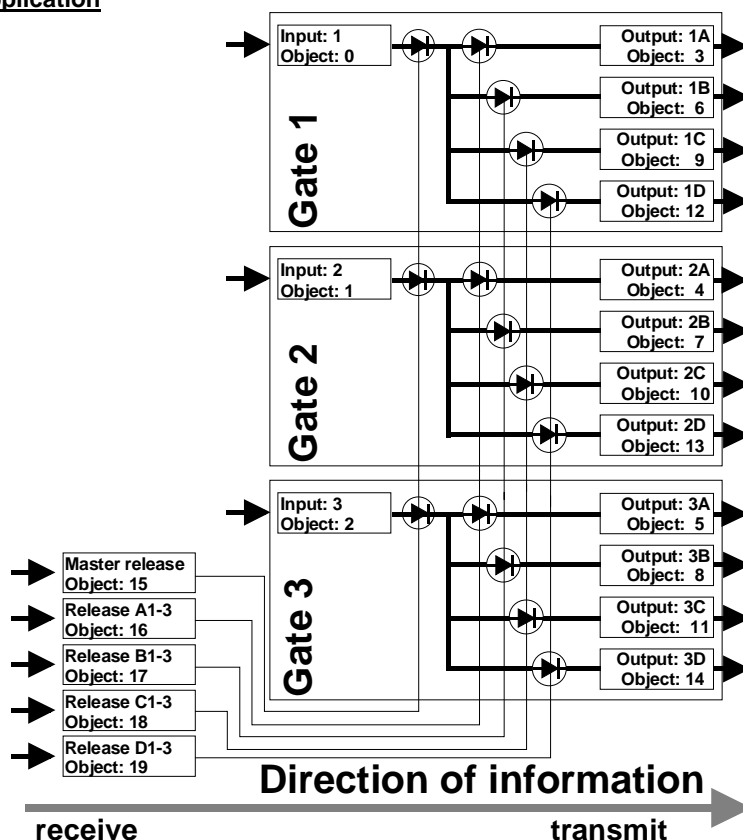 Input: 1
Object: 0
Output: 1A
Object: 3
Output: 1B
Object: 6
Output: 1C
Object: 9
Output: 1D
Object: 12
Gate 1
Input: 2
Object: 1
Output: 2A
Object: 4
Output: 2B
Object: 7
Output: 2C
Object: 10
Output: 2D
Object: 13
Gate 2
Input: 3
Object: 2
Output: 3A
Object: 5
Output: 3B
Object: 8
Output: 3C
Object: 11
Output: 3D
Object: 14
Gate 3
Master release
Object: 15
Release A1-3
Object: 16
Release B1-3
Object: 17
Release C1-3
Object: 18
Release D1-3
Object: 19
Direction of information
receive transmit